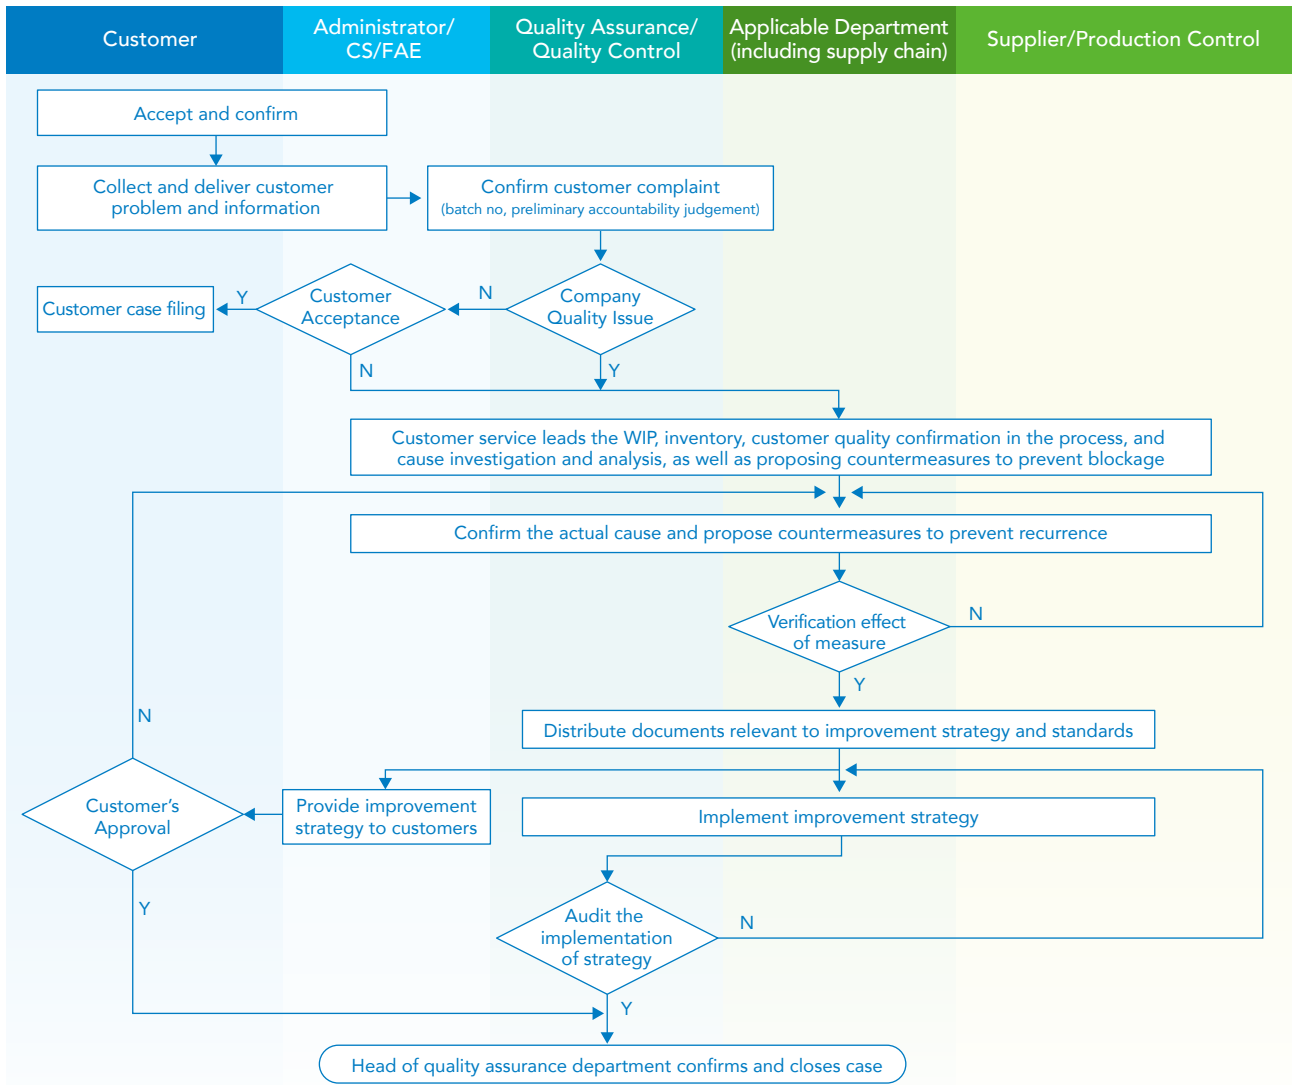 Customer
Administrator/
CS/FAE
Quality Assurance/
Quality Control
Applicable Department
(including supply chain)
Supplier/Production Control
Accept and confirm
Collect and deliver customer
problem and information
Confirm customer complaint
(batch no, preliminary accountability judgement)
Customer case filing
Y
Customer
Acceptance
N
Company
Quality Issue
N
Y
Customer service leads the WIP, inventory, customer quality confirmation in the process, and
cause investigation and analysis, as well as proposing countermeasures to prevent blockage
Confirm the actual cause and propose countermeasures to prevent recurrence
Verification effect
of measure
N
Y
N
Distribute documents relevant to improvement strategy and standards
Customer's
Approval
Provide improvement
strategy to customers
Implement improvement strategy
Y
Audit the
implementation
of strategy
N
Y
Head of quality assurance department confirms and closes case